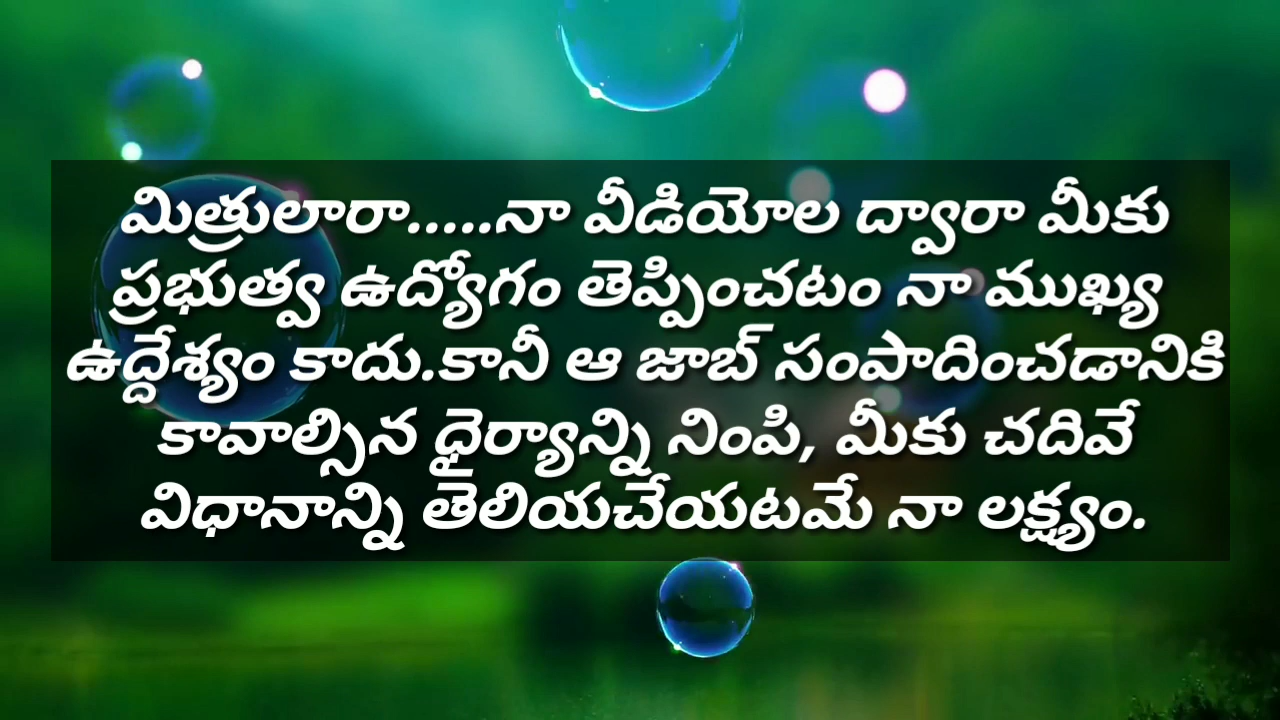 మిత్రులారా.....నా వీడియోల ద్వారా మీకు
ప్రభుత్వ ఉద్యోగం తెప్పించటం నా ముఖ్య
ఉద్దేశ్యం కాదు.కానీ ఆ జాబ్ సంపాదించడానికి
కావాల్సిన ధైర్యాన్ని నింపి, మీకు చదివే
విధానాన్ని తెలియచేయటమే నా లక్ష్యం.